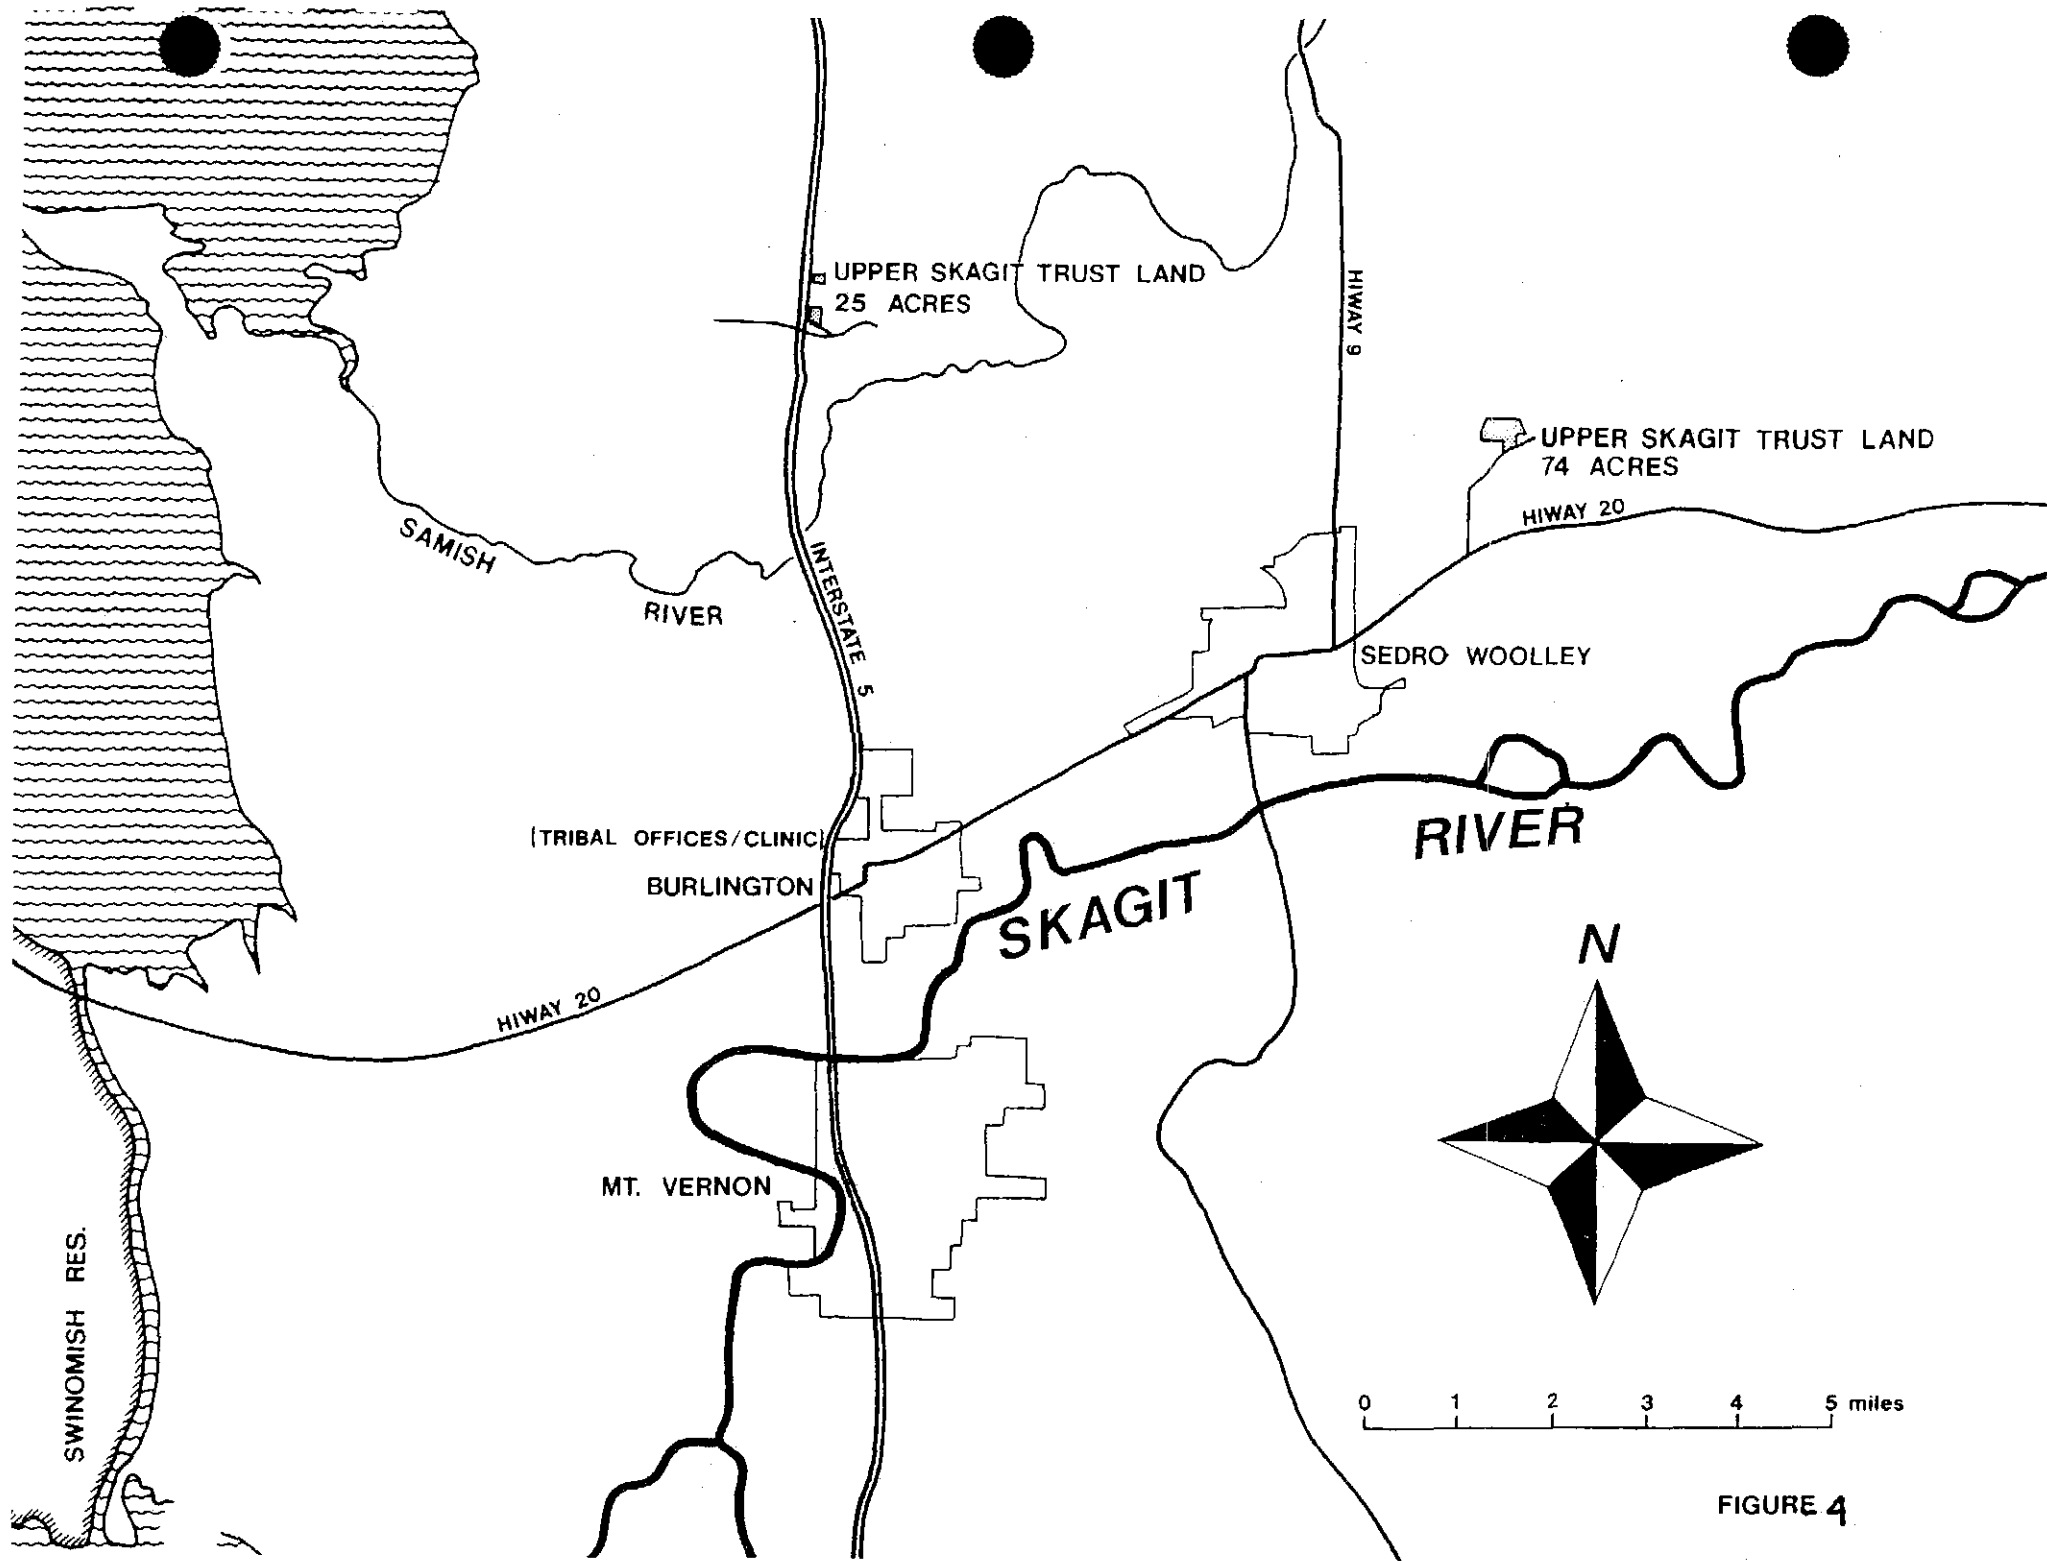 UPPER SKAGIT TRUST LAND
25 ACRES
HIWAY 9
UPPER SKAGIT TRUST LAND
74 ACRES
HIWAY 20
SAMISH
RIVER
INTERSTATE 5
SEDRO WOOLLEY
(TRIBAL OFFICES/CLINIC)
BURLINGTON
RIVER
SKAGIT
N
HIWAY 20
MT. VERNON
SWINOMISH RES.
0 1 2 3 4 5 miles
FIGURE 4